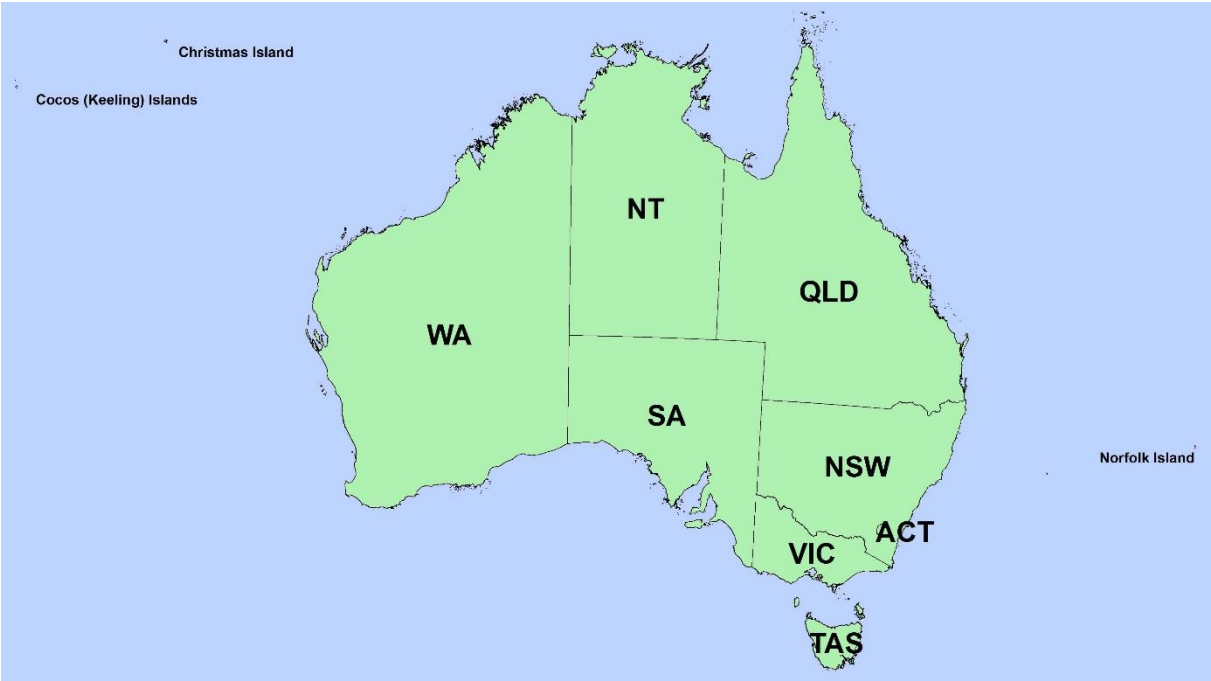 Christmas Island
Cocos (Keeling) Islands
NT
QLD
WA
SA
NSW
Norfolk Island
ACT
VIC
TAS